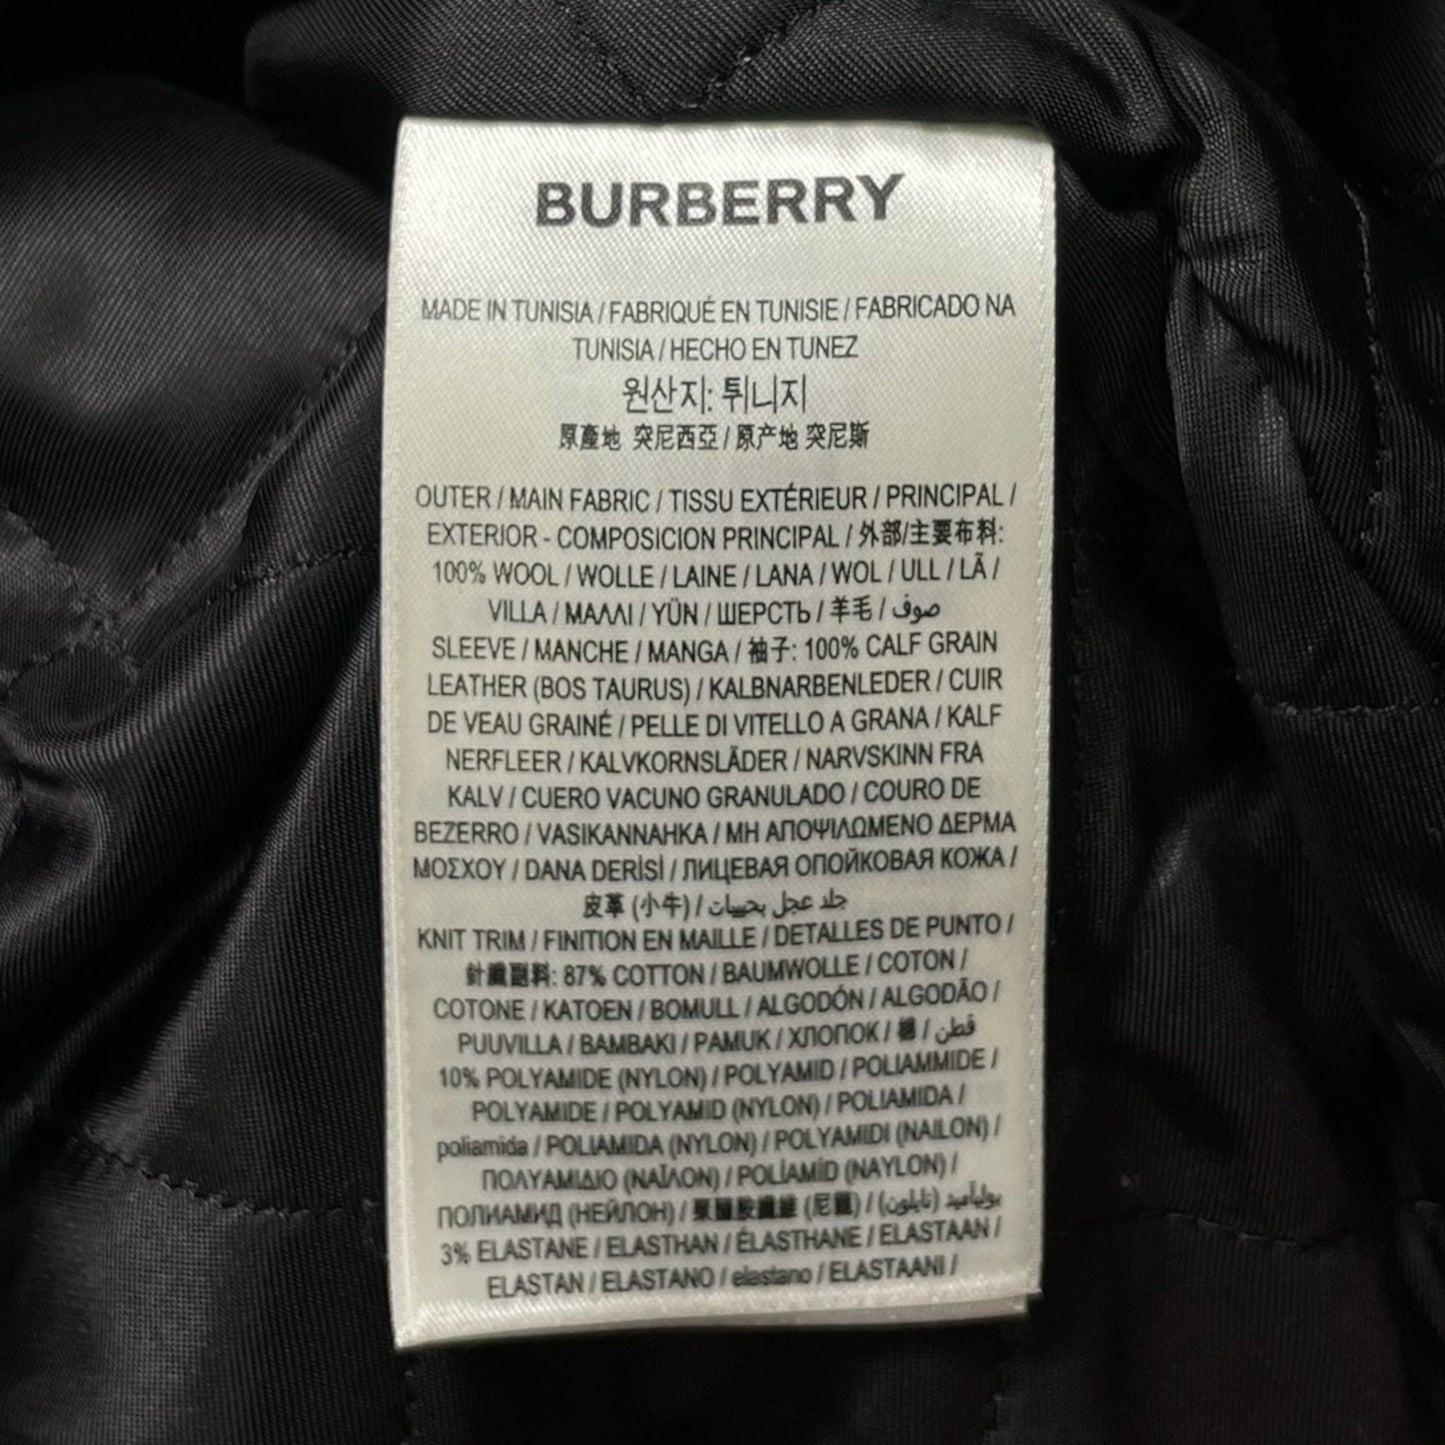 BURBERRY
MADE IN TUNISIA / FABRIQUÉ EN TUNISIE / FABRICADO NA
TUNISIA / HECHO EN TUNEZ
원산지: 튀니지
原產地 突尼西亞 / 原产地 突尼斯
OUTER / MAIN FABRIC / TISSU EXTÉRIEUR / PRINCIPAL /
EXTERIOR - COMPOSICION PRINCIPAL / 外部/主要布料:
100% WOOL / WOLLE / LAINE / LANA / WOL / ULL / LÃ /
VILLA / ΜΑΛΛΙ / YÜN / ШЕРСТЬ / 羊毛 / صوف
SLEEVE / MANCHE / MANGA / 袖子: 100% CALF GRAIN
LEATHER (BOS TAURUS) / KALBNARBENLEDER / CUIR
DE VEAU GRAINÉ / PELLE DI VITELLO A GRANA / KALF
NERFLEER / KALVKORNSLÄDER / NARVSKINN FRA
KALV / CUERO VACUNO GRANULADO / COURO DE
BEZERRO / VASIKANNAHKA / ΜΗ ΑΠΟΨΙΛΩΜΕΝΟ ΔΕΡΜΑ
ΜΟΣΧΟΥ / DANA DERİSİ / ЛИЦЕВАЯ ОПОЙКОВАЯ КОЖА /
皮革 (小牛) / جلد عجل بحبيبات
KNIT TRIM / FINITION EN MAILLE / DETALLES DE PUNTO /
針織副料: 87% COTTON / BAUMWOLLE / COTON /
COTONE / KATOEN / BOMULL / ALGODÓN / ALGODÃO /
PUUVILLA / BAMBAKI / PAMUK / ХЛОПОК / 棉 / قطن
10% POLYAMIDE (NYLON) / POLYAMID / POLIAMMIDE /
POLYAMIDE / POLYAMID (NYLON) / POLIAMIDA /
poliamida / POLIAMIDA (NYLON) / POLYAMIDI (NAILON) /
ΠΟΛΥΑΜΙΔΙΟ (ΝΑΪΛΟΝ) / POLİAMİD (NAYLON) /
ПОЛИАМИД (НЕЙЛОН) / 聚醯胺纖維 (尼龍) / بوليأميد (نايلون) /
3% ELASTANE / ELASTHAN / ÉLASTHANE / ELASTAAN /
ELASTAN / ELASTANO / elastano / ELASTAANI /